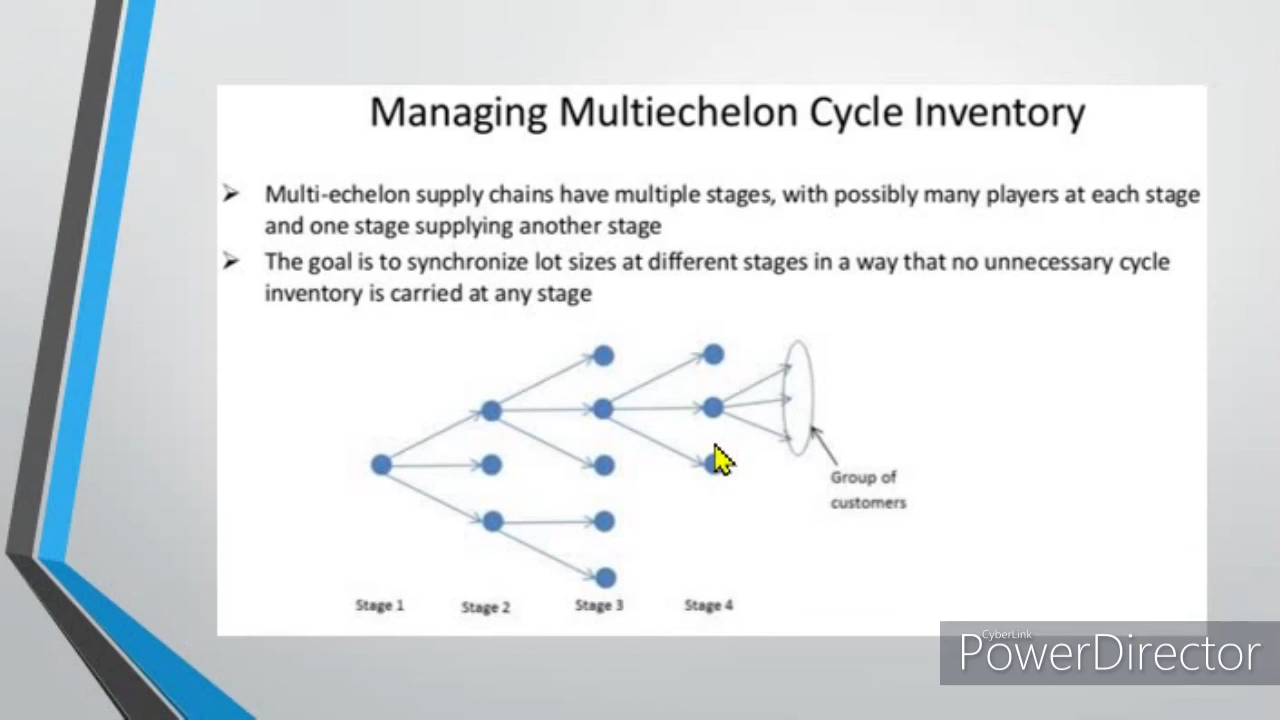 Managing Multiechelon Cycle Inventory
Multi-echelon supply chains have multiple stages, with possibly many players at each stage
and one stage supplying another stage
The goal is to synchronize lot sizes at different stages in a way that no unnecessary cycle
inventory is carried at any stage
Group of
customers
Stage 1 Stage 2 Stage 3 Stage 4
CyberLink
PowerDirector